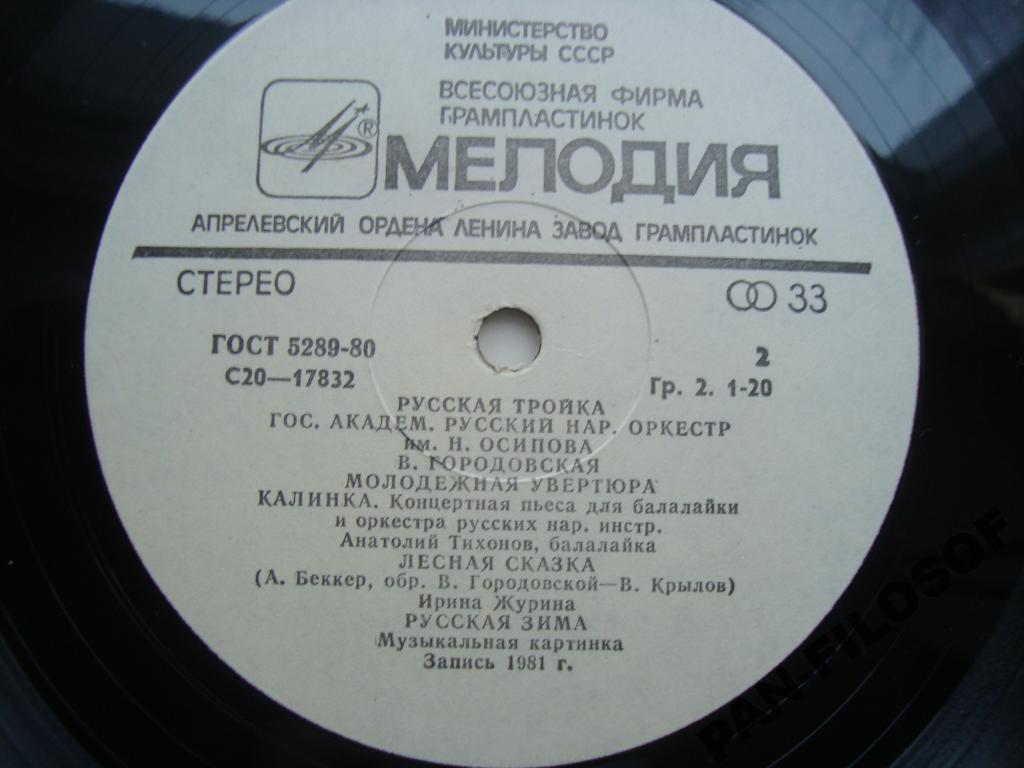 МИНИСТЕРСТВО
КУЛЬТУРЫ СССР
ВСЕСОЮЗНАЯ ФИРМА
ГРАМПЛАСТИНОК
®
МЕЛОДИЯ
АПРЕЛЕВСКИЙ ОРДЕНА ЛЕНИНА ЗАВОД ГРАМПЛАСТИНОК
СТЕРЕО
33
ГОСТ 5289-80
2
С20—17832
Гр. 2. 1-20
РУССКАЯ ТРОЙКА
ГОС. АКАДЕМ. РУССКИЙ НАР. ОРКЕСТР
им. Н. ОСИПОВА
В. ГОРОДОВСКАЯ
МОЛОДЕЖНАЯ УВЕРТЮРА
КАЛИНКА. Концертная пьеса для балалайки
и оркестра русских нар. инстр.
Анатолий Тихонов, балалайка
ЛЕСНАЯ СКАЗКА
(А. Беккер, обр. В. Городовской—В. Крылов)
Ирина Журина
РУССКАЯ ЗИМА
Музыкальная картинка
Запись 1981 г.
PAN-FILOSOF